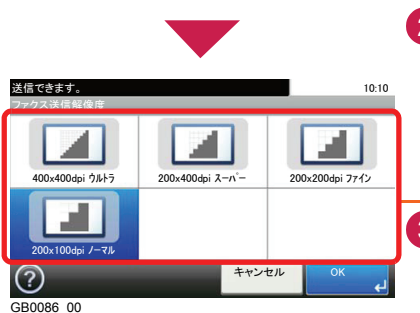 送信できます。 10:10
ファクス送信解像度
400x400dpi ウルトラ 200x400dpi スーパー 200x200dpi ファイン
200x100dpi ノーマル
? キャンセル OK
GB0086_00
3